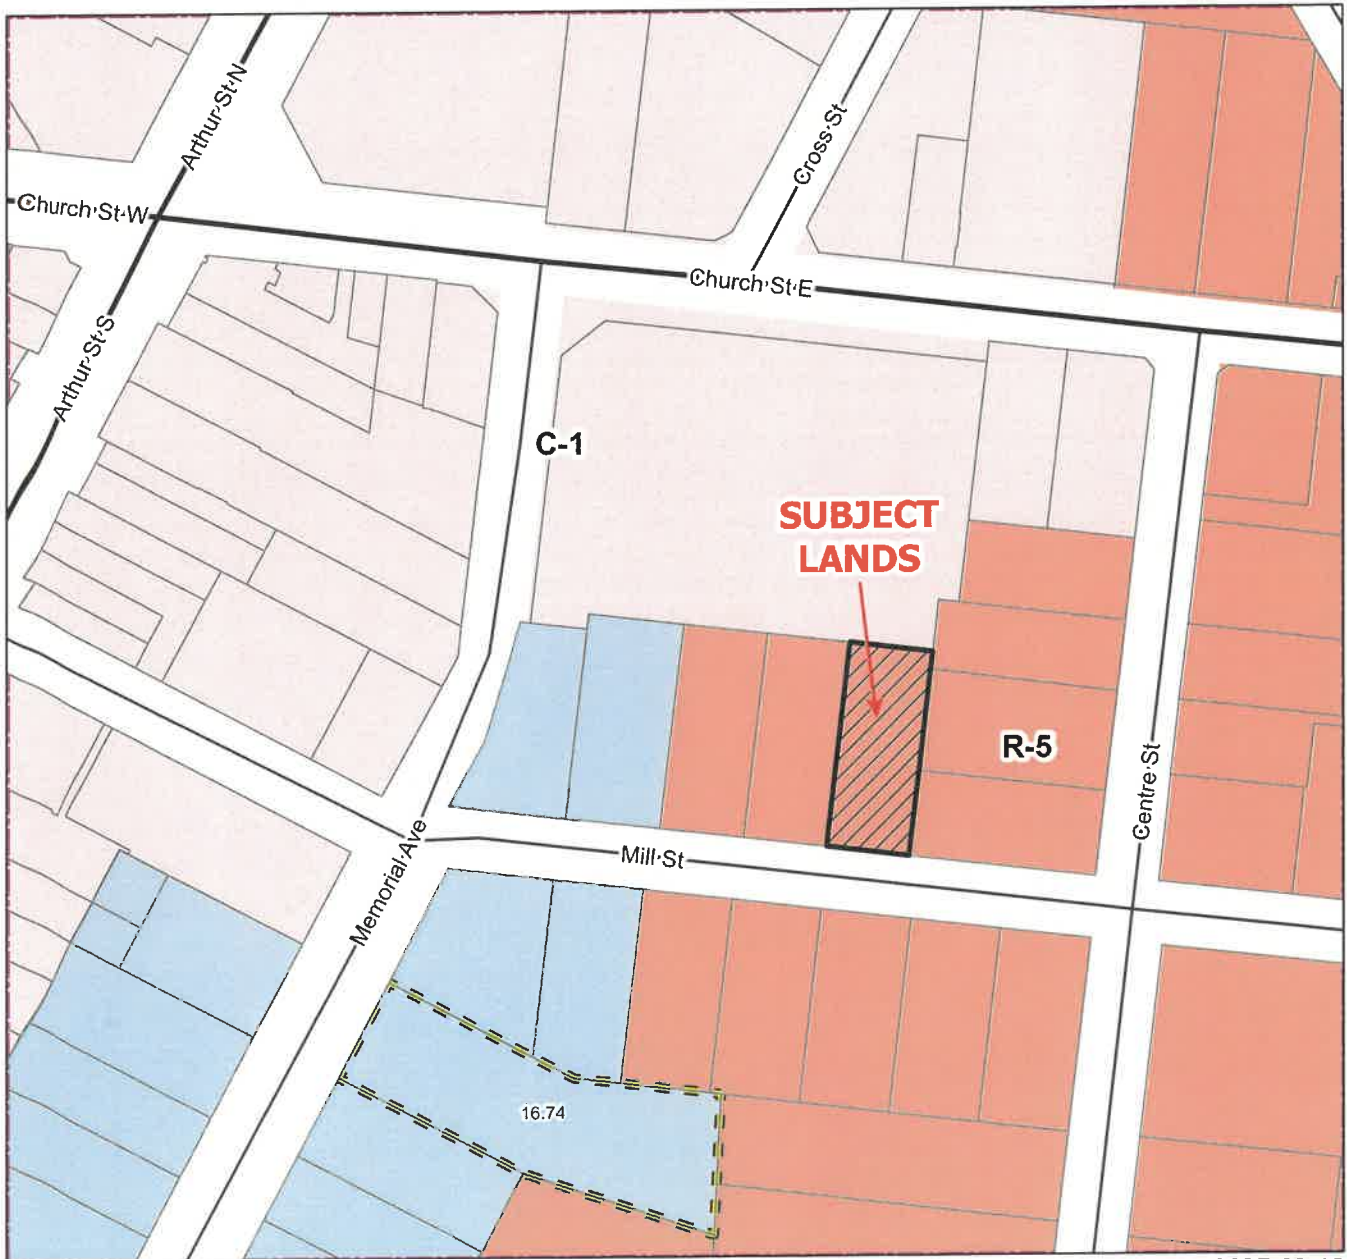 Arthur St N
Cross St
Church St W
Church St E
Arthur St S
C-1
SUBJECT
LANDS
R-5
Centre St
Mill St
Memorial Ave
16.74